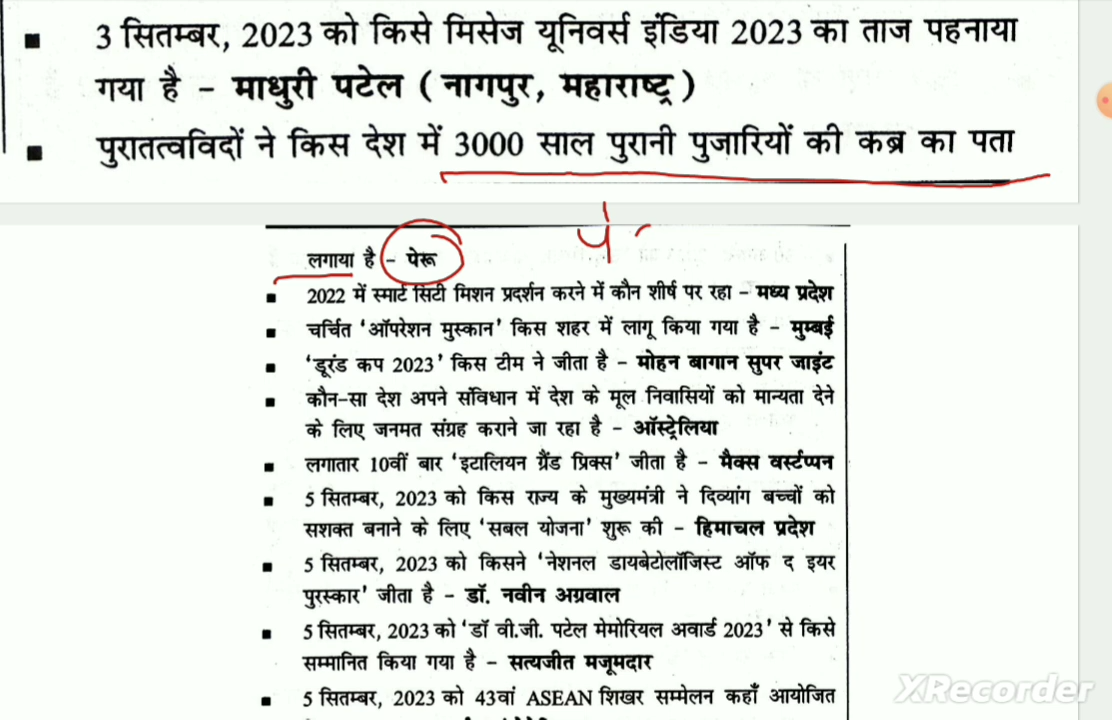 ▪ 3 सितम्बर, 2023 को किसे मिसेज यूनिवर्स इंडिया 2023 का ताज पहनाया
गया है – माधुरी पटेल ( नागपुर, महाराष्ट्र )
▪ पुरातत्वविदों ने किस देश में 3000 साल पुरानी पुजारियों की कब्र का पता
लगाया है – पेरू
▪ 2022 में स्मार्ट सिटी मिशन प्रदर्शन करने में कौन शीर्ष पर रहा – मध्य प्रदेश
▪ चर्चित ‘ऑपरेशन मुस्कान’ किस शहर में लागू किया गया है – मुम्बई
▪ ‘डूरंड कप 2023’ किस टीम ने जीता है – मोहन बागान सुपर जाइंट
▪ कौन-सा देश अपने संविधान में देश के मूल निवासियों को मान्यता देने
के लिए जनमत संग्रह कराने जा रहा है – ऑस्ट्रेलिया
▪ लगातार 10वीं बार ‘इटालियन ग्रैंड प्रिक्स’ जीता है – मैक्स वर्स्टप्पन
▪ 5 सितम्बर, 2023 को किस राज्य के मुख्यमंत्री ने दिव्यांग बच्चों को
सशक्त बनाने के लिए ‘सबल योजना’ शुरू की – हिमाचल प्रदेश
▪ 5 सितम्बर, 2023 को किसने ‘नेशनल डायबेटोलॉजिस्ट ऑफ द इयर
पुरस्कार’ जीता है – डॉ. नवीन अग्रवाल
▪ 5 सितम्बर, 2023 को ‘डॉ वी.जी. पटेल मेमोरियल अवार्ड 2023’ से किसे
सम्मानित किया गया है – सत्यजीत मजूमदार
▪ 5 सितम्बर, 2023 को 43वां ASEAN शिखर सम्मेलन कहाँ आयोजित
XRecorder